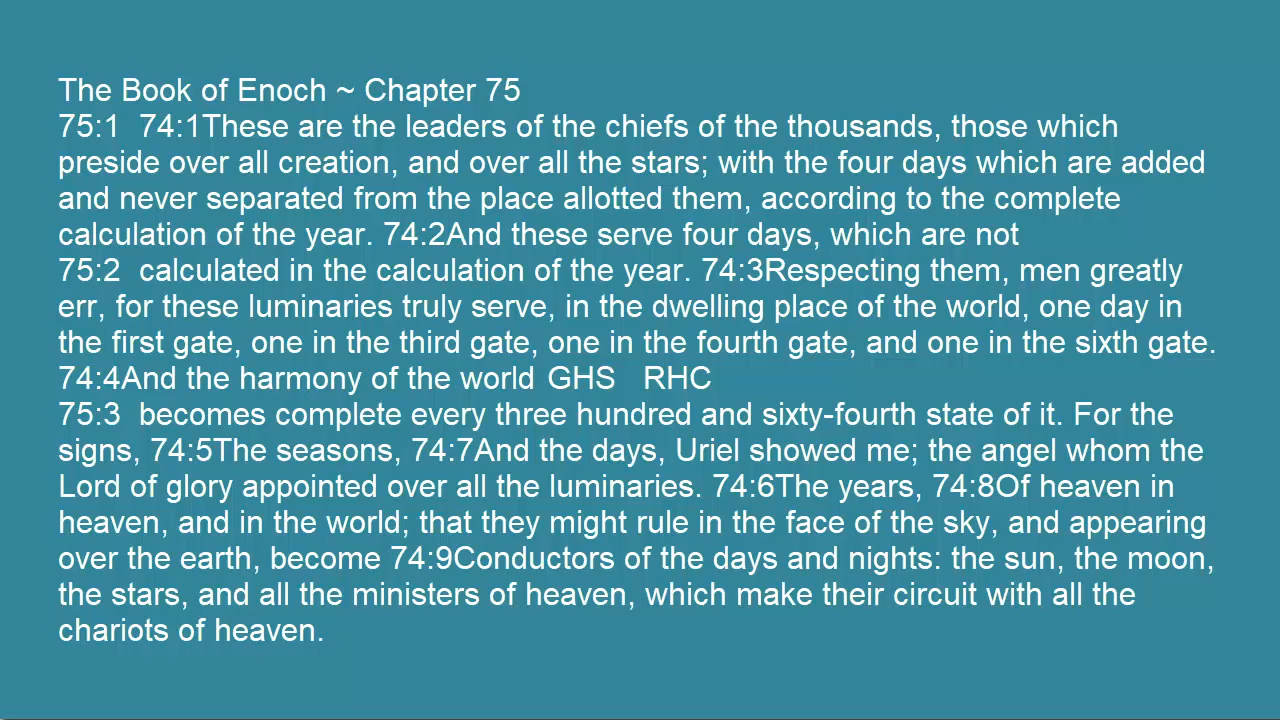 The Book of Enoch ~ Chapter 75
75:1  74:1These are the leaders of the chiefs of the thousands, those which
preside over all creation, and over all the stars; with the four days which are added
and never separated from the place allotted them, according to the complete
calculation of the year. 74:2And these serve four days, which are not
75:2  calculated in the calculation of the year. 74:3Respecting them, men greatly
err, for these luminaries truly serve, in the dwelling place of the world, one day in
the first gate, one in the third gate, one in the fourth gate, and one in the sixth gate.
74:4And the harmony of the world GHS   RHC
75:3  becomes complete every three hundred and sixty-fourth state of it. For the
signs, 74:5The seasons, 74:7And the days, Uriel showed me; the angel whom the
Lord of glory appointed over all the luminaries. 74:6The years, 74:8Of heaven in
heaven, and in the world; that they might rule in the face of the sky, and appearing
over the earth, become 74:9Conductors of the days and nights: the sun, the moon,
the stars, and all the ministers of heaven, which make their circuit with all the
chariots of heaven.